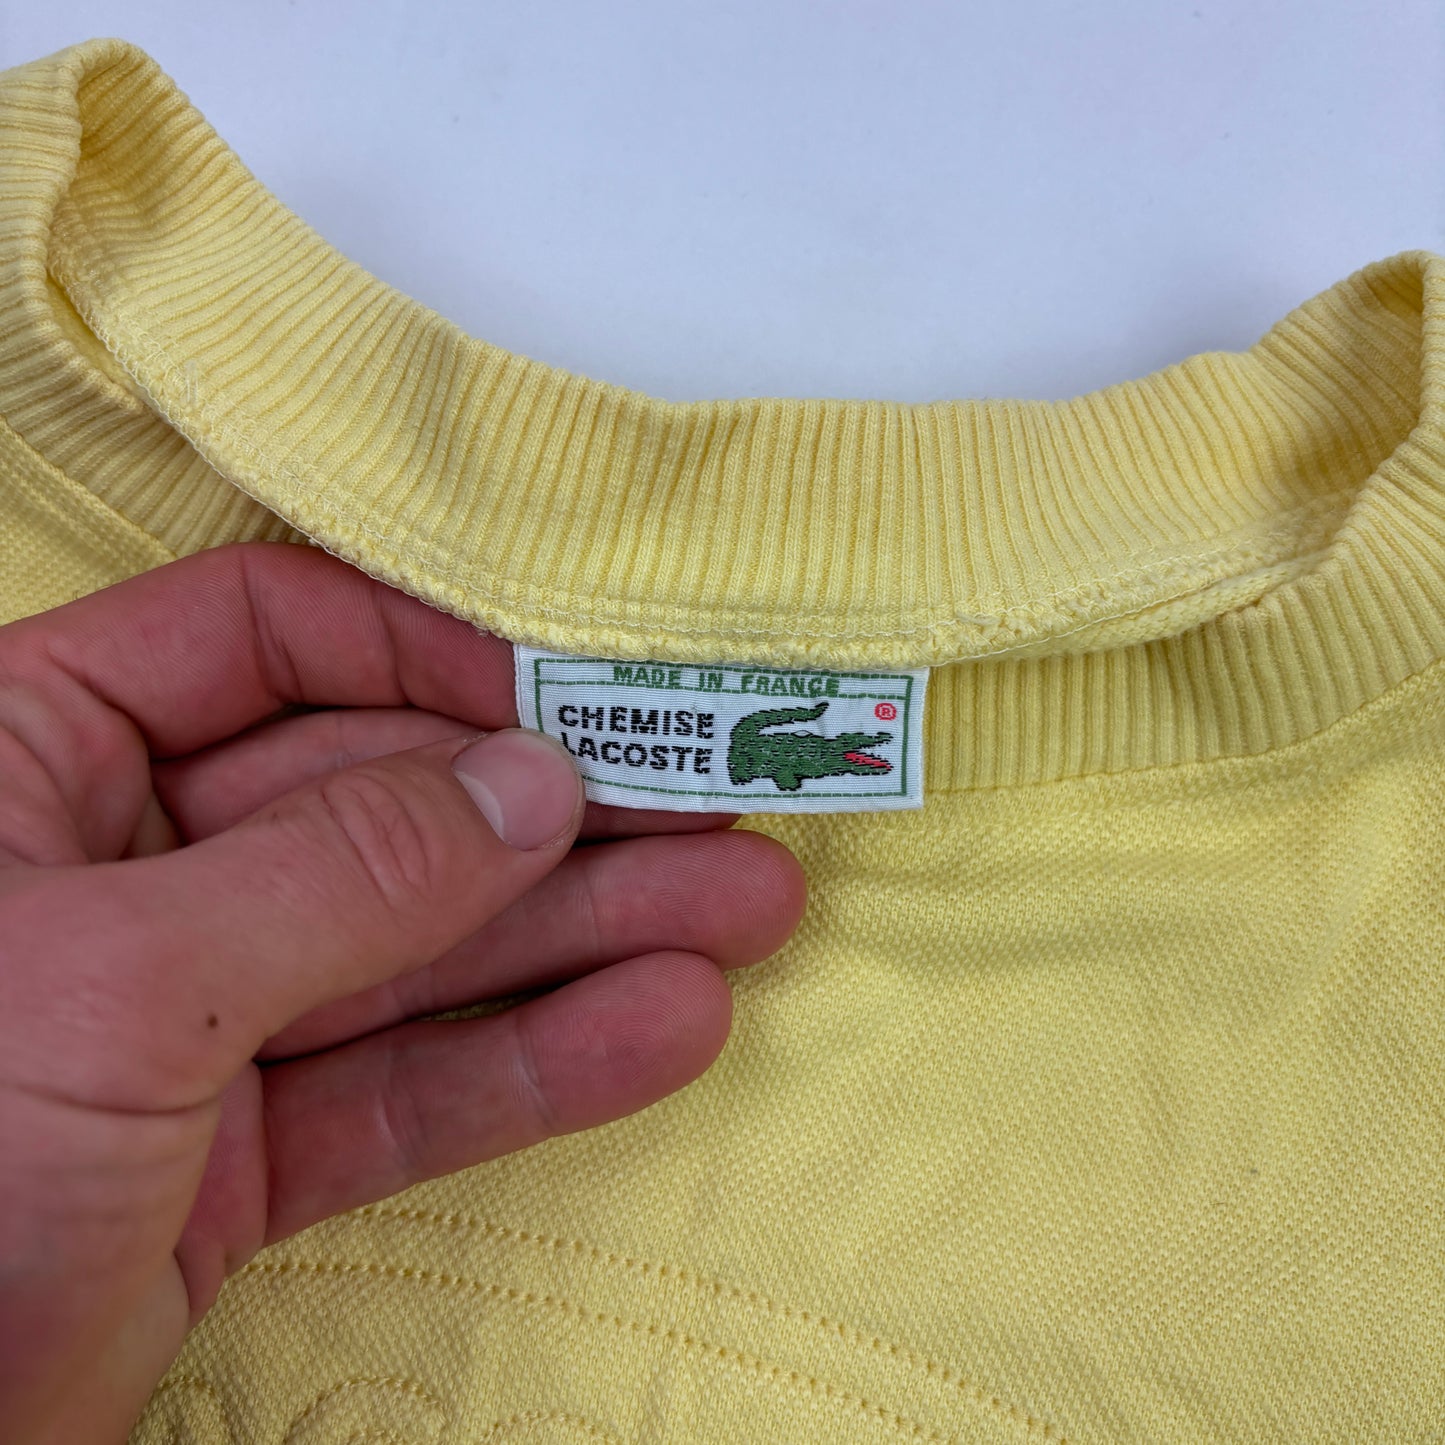 MADE IN FRANCE
CHEMISE
LACOSTE
®